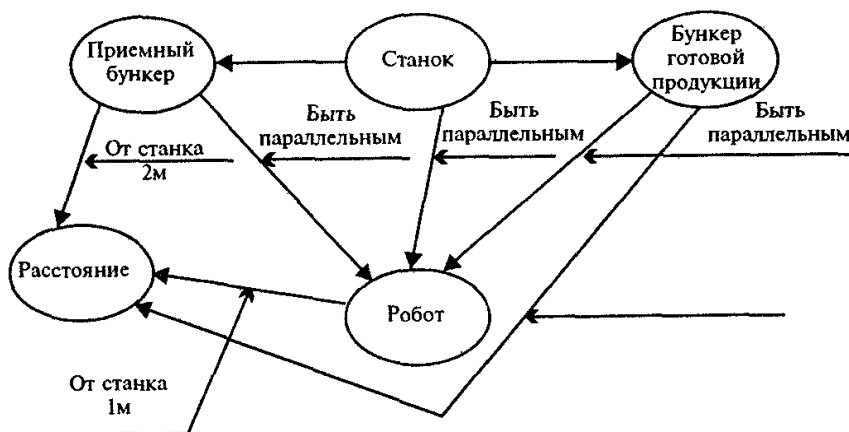 Приемный
бункер
Станок
Бункер
готовой
продукции
Быть
параллельным
Быть
параллельным
Быть
параллельным
От станка
2м
Расстояние
Робот
От станка
1м